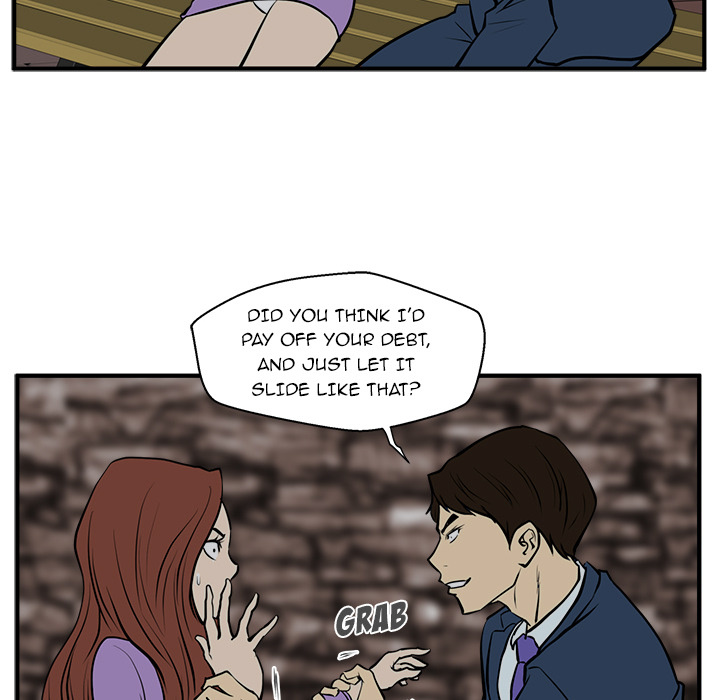 DID YOU THINK I'D
PAY OFF YOUR DEBT,
AND JUST LET IT
SLIDE LIKE THAT?
GRAB